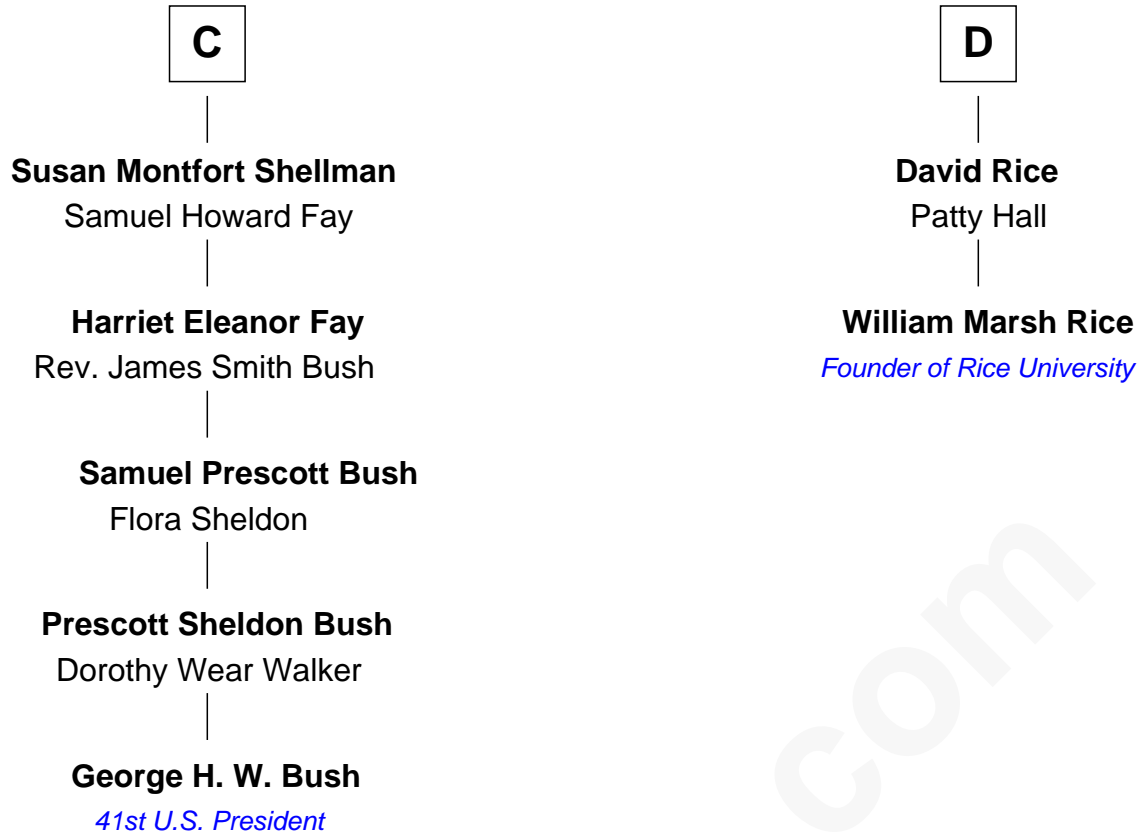 C
Susan Montfort Shellman
Samuel Howard Fay
Harriet Eleanor Fay
Rev. James Smith Bush
Samuel Prescott Bush
Flora Sheldon
Prescott Sheldon Bush
Dorothy Wear Walker
George H. W. Bush
41st U.S. President
D
David Rice
Patty Hall
William Marsh Rice
Founder of Rice University
com